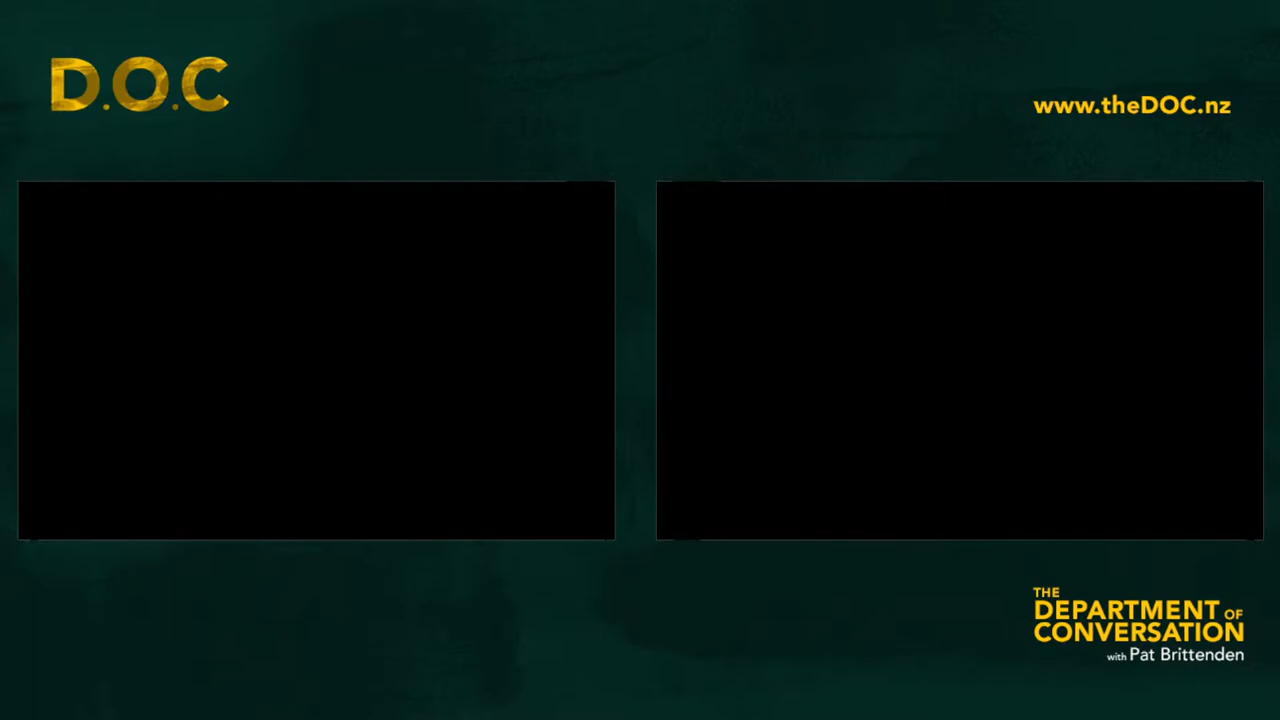 D.O.C
www.theDOC.nz
THE
DEPARTMENT OF
CONVERSATION
with Pat Brittenden